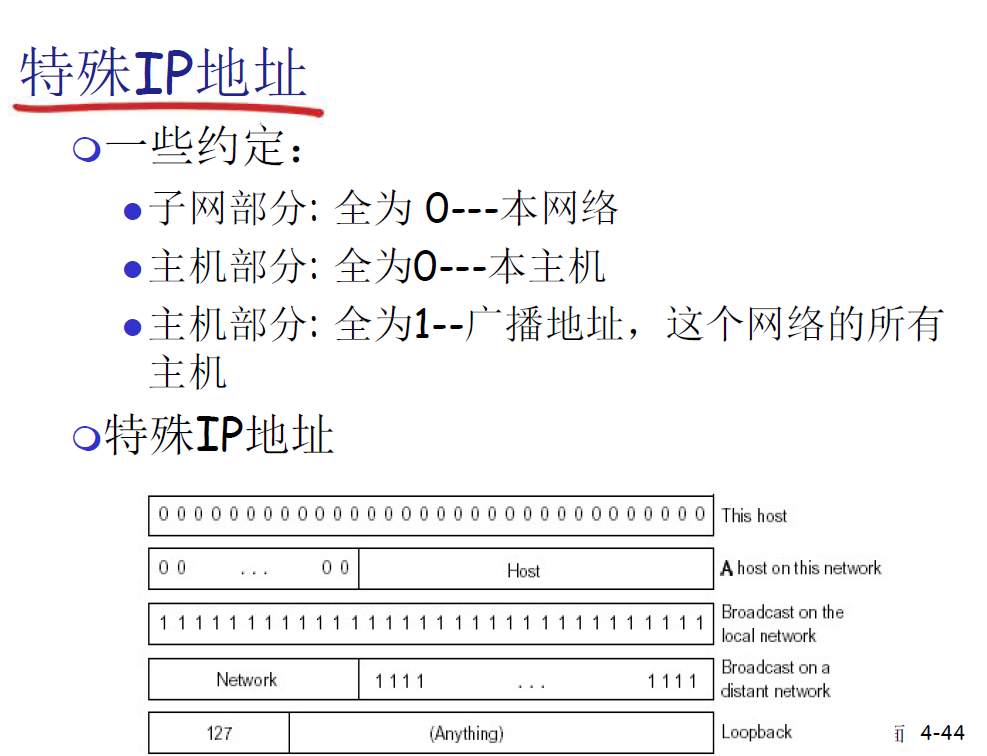 特殊IP地址
一些约定：
子网部分: 全为 0---本网络
主机部分: 全为0---本主机
主机部分: 全为1--广播地址，这个网络的所有
主机
特殊IP地址
0 0 0 0 0 0 0 0 0 0 0 0 0 0 0 0 0 0 0 0 0 0 0 0 0 0 0 0 0 0 0 0 This host
0 0 ... 0 0 Host A host on this network
1 1 1 1 1 1 1 1 1 1 1 1 1 1 1 1 1 1 1 1 1 1 1 1 1 1 1 1 1 1 1 1 Broadcast on the
local network
Network 1 1 1 1 ... 1 1 1 1 Broadcast on a
distant network
127 (Anything) Loopback 4-44